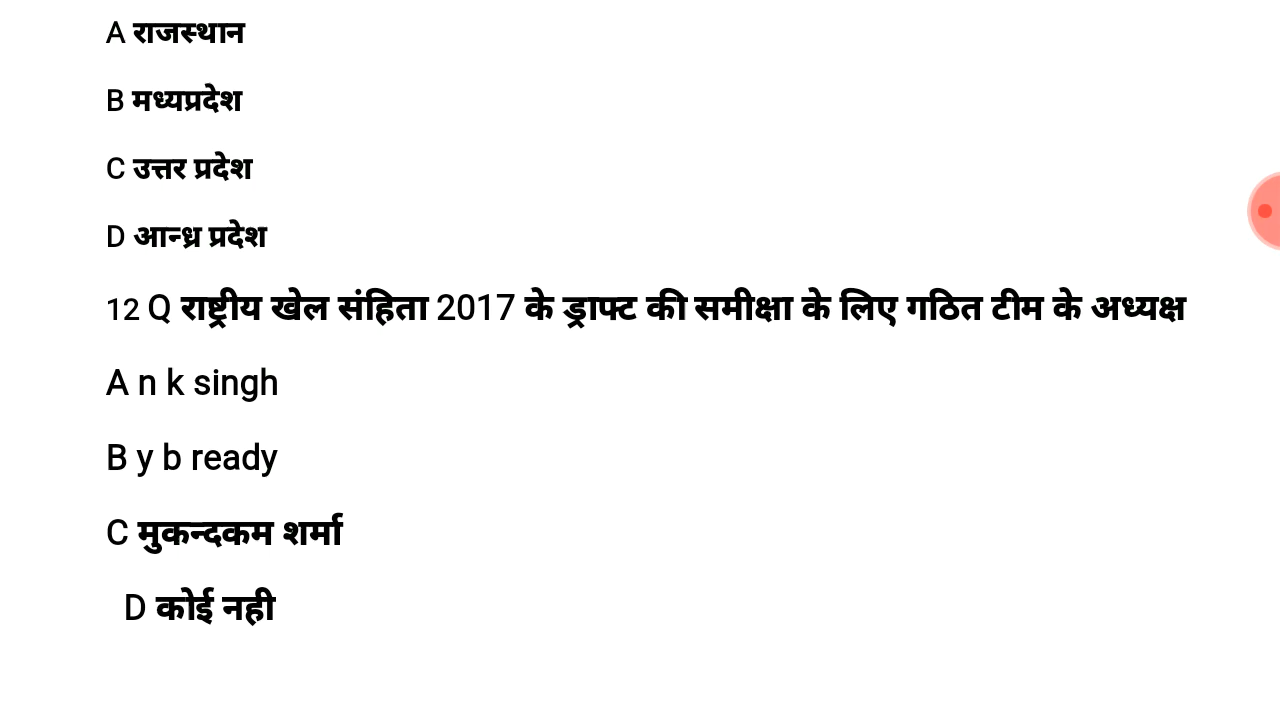 A राजस्थान
B मध्यप्रदेश
C उत्तर प्रदेश
D आन्ध्र प्रदेश
12 Q राष्ट्रीय खेल संहिता 2017 के ड्राफ्ट की समीक्षा के लिए गठित टीम के अध्यक्ष
A n k singh
B y b ready
C मुकन्दकम शर्मा
D कोई नही